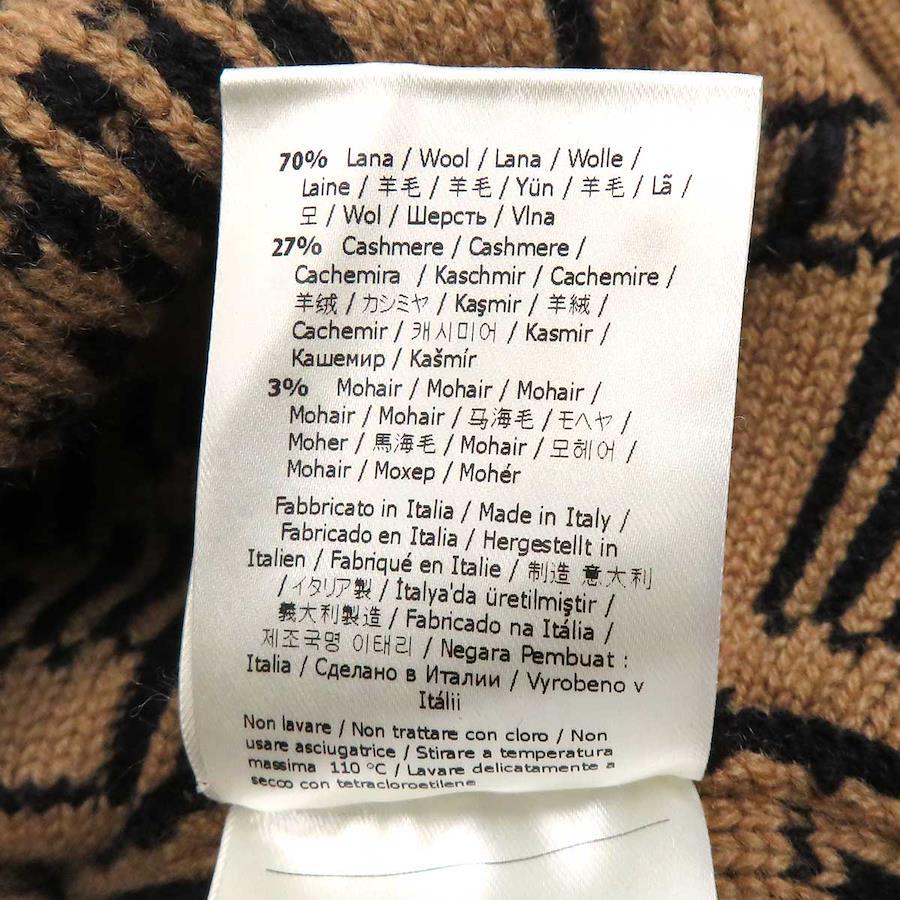 70% Lana / Wool / Lana / Wolle /
Laine / 羊毛 / 羊毛 / Yün / 羊毛 / Lã /
모 / Wol / Шерсть / Vlna
27% Cashmere / Cashmere /
Cachemira / Kaschmir / Cachemire /
羊绒 / カシミヤ / Kaşmir / 羊絨 /
Cachemir / 캐시미어 / Kasmir /
Кашемир / Kašmír
3% Mohair / Mohair / Mohair /
Mohair / Mohair / 马海毛 / モヘヤ /
Moher / 馬海毛 / Mohair / 모헤어 /
Mohair / Мохер / Mohér
Fabbricato in Italia / Made in Italy /
Fabricado en Italia / Hergestellt in
Italien / Fabriqué en Italie / 制造 意大利
/ イタリア製 / İtalya'da üretilmiştir /
義大利製造 / Fabricado na Itália /
제조국명 이태리 / Negara Pembuat :
Italia / Сделано в Италии / Vyrobeno v
Itálii
Non lavare / Non trattare con cloro / Non
usare asciugatrice / Stirare a temperatura
massima 110 °C / Lavare delicatamente a
secco con tetracloroetilene